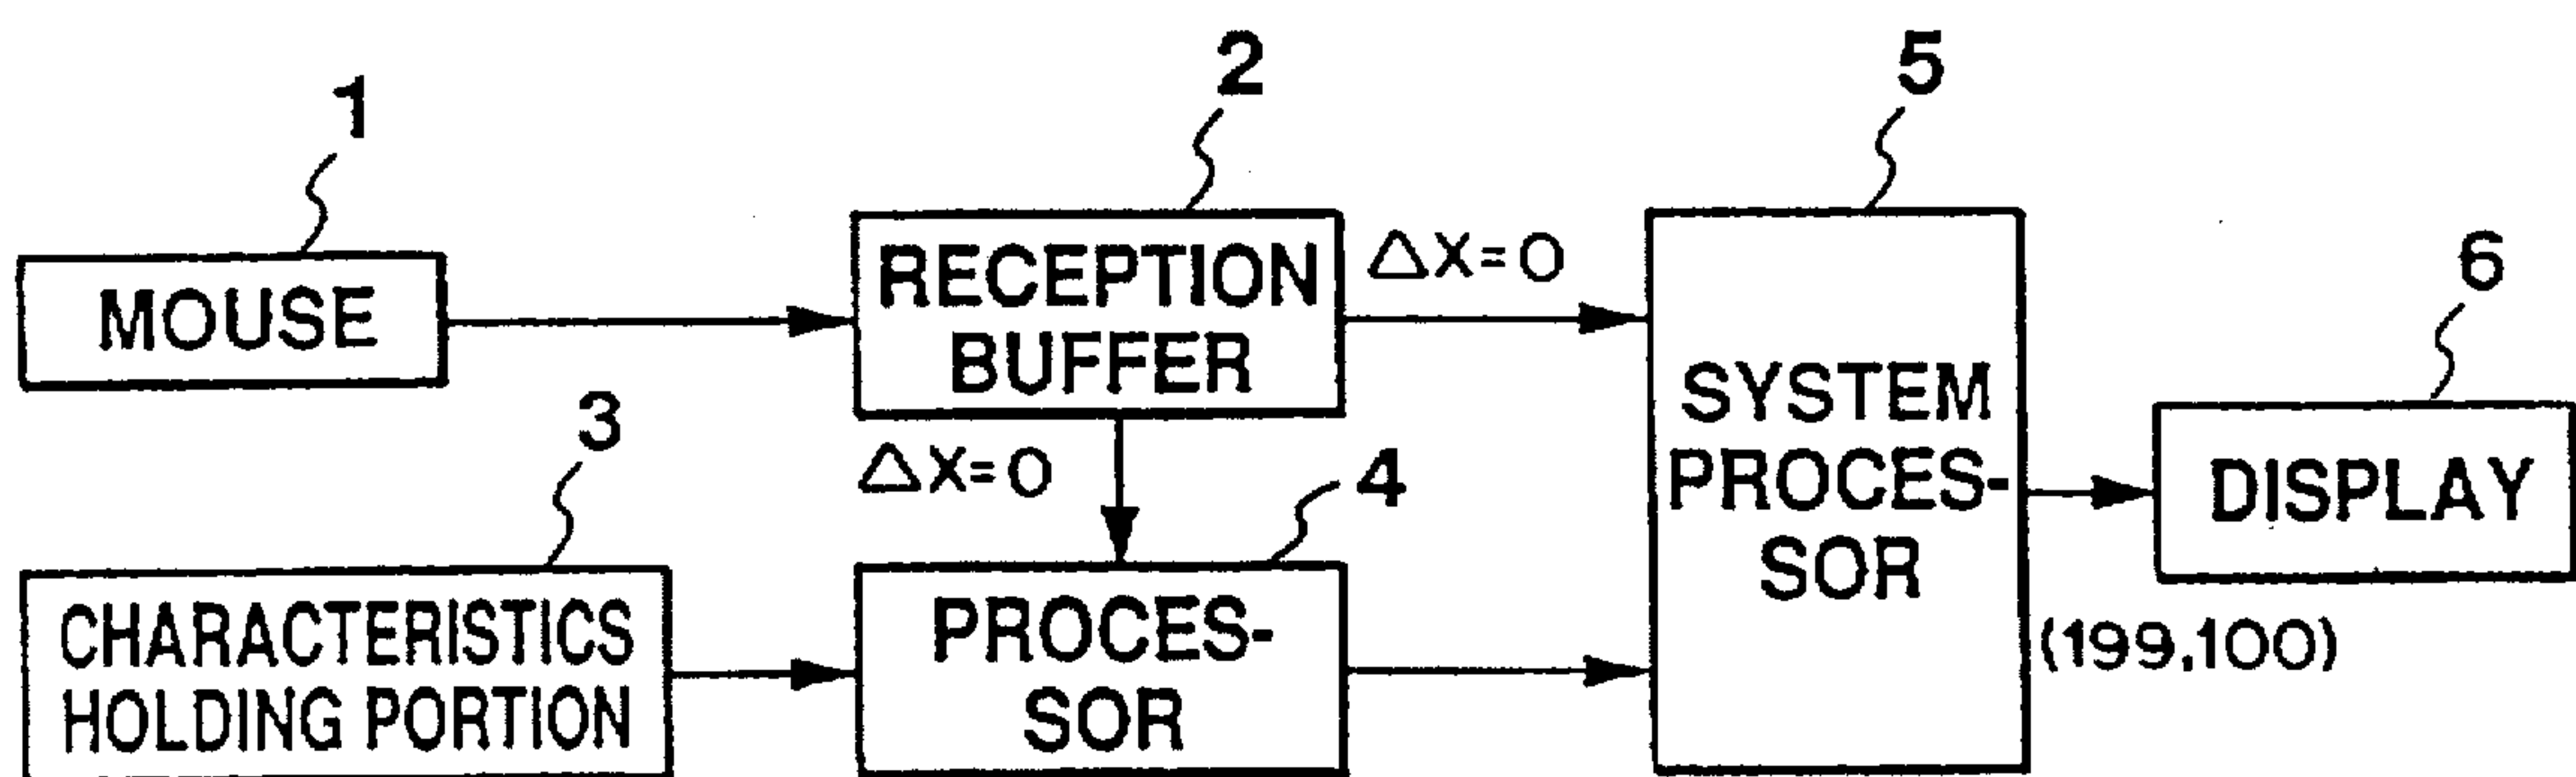 1
MOUSE
2
RECEPTION
BUFFER
ΔX=0
ΔX=0
3
CHARACTERISTICS
HOLDING PORTION
4
PROCES-
SOR
5
SYSTEM
PROCES-
SOR
(199,100)
6
DISPLAY